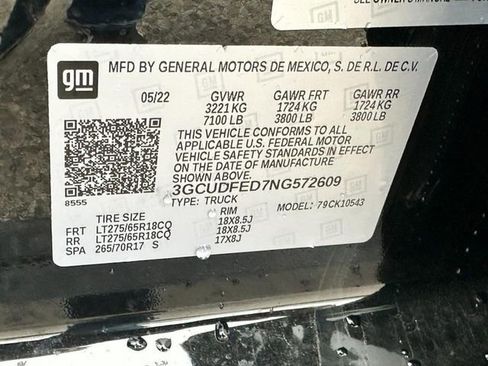 SEE OWNER'S MANUAL
gm
MFD BY GENERAL MOTORS DE MEXICO, S. DE R.L. DE C.V.
05/22 GVWR GAWR FRT GAWR RR
3221 KG 1724 KG 1724 KG
7100 LB 3800 LB 3800 LB
THIS VEHICLE CONFORMS TO ALL
APPLICABLE U.S. FEDERAL MOTOR
VEHICLE SAFETY STANDARDS IN EFFECT
ON THE DATE OF MANUFACTURE
SHOWN ABOVE.
8555 3GCUDFED7NG572609
TYPE: TRUCK MODEL: 79CK10543
TIRE SIZE RIM
FRT LT275/65R18CQ 18X8.5J
RR LT275/65R18CQ 18X8.5J
SPA 265/70R17 S 17X8J